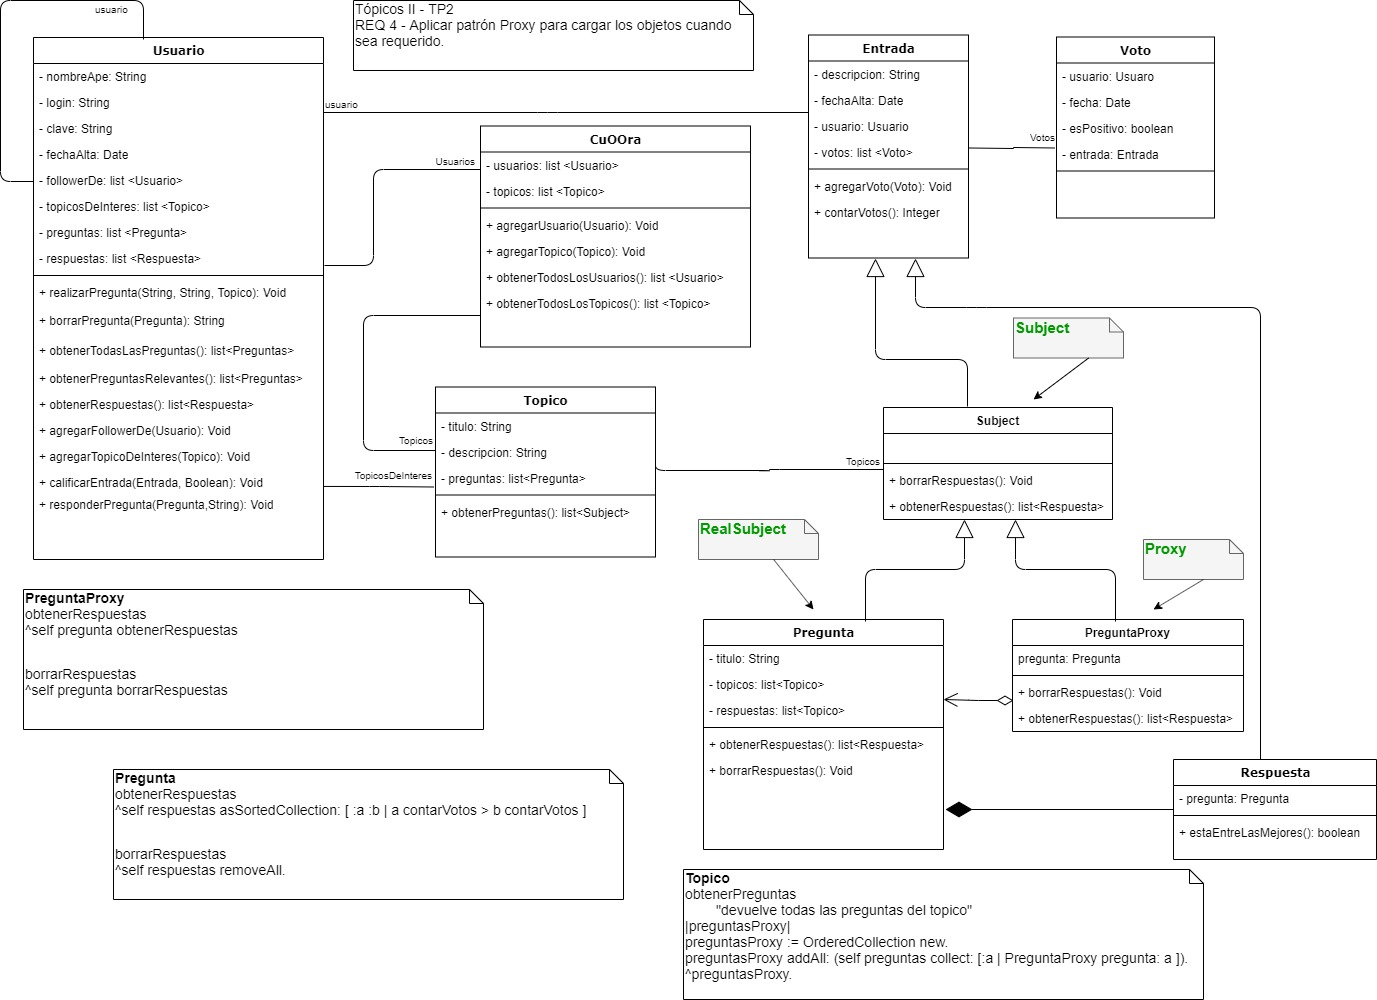 usuario
Tópicos II - TP2
REQ 4 - Aplicar patrón Proxy para cargar los objetos cuando
sea requerido.
Usuario
- nombreApe: String
- login: String
- clave: String
- fechaAlta: Date
- followerDe: list <Usuario>
- topicosDeInteres: list <Topico>
- preguntas: list <Pregunta>
- respuestas: list <Respuesta>
+ realizarPregunta(String, String, Topico): Void
+ borrarPregunta(Pregunta): String
+ obtenerTodasLasPreguntas(): list<Preguntas>
+ obtenerPreguntasRelevantes(): list<Preguntas>
+ obtenerRespuestas(): list<Respuesta>
+ agregarFollowerDe(Usuario): Void
+ agregarTopicoDeInteres(Topico): Void
+ calificarEntrada(Entrada, Boolean): Void
+ responderPregunta(Pregunta,String): Void
usuario
Usuarios
CuOOra
- usuarios: list <Usuario>
- topicos: list <Topico>
+ agregarUsuario(Usuario): Void
+ agregarTopico(Topico): Void
+ obtenerTodosLosUsuarios(): list <Usuario>
+ obtenerTodosLosTopicos(): list <Topico>
Entrada
- descripcion: String
- fechaAlta: Date
- usuario: Usuario
- votos: list <Voto>
+ agregarVoto(Voto): Void
+ contarVotos(): Integer
Votos
Voto
- usuario: Usuaro
- fecha: Date
- esPositivo: boolean
- entrada: Entrada
Subject
Topicos
TopicosDeInteres
Topico
- titulo: String
- descripcion: String
- preguntas: list<Pregunta>
+ obtenerPreguntas(): list<Subject>
Topicos
Subject
+ borrarRespuestas(): Void
+ obtenerRespuestas(): list<Respuesta>
RealSubject
Proxy
Pregunta
- titulo: String
- topicos: list<Topico>
- respuestas: list<Topico>
+ obtenerRespuestas(): list<Respuesta>
+ borrarRespuestas(): Void
PreguntaProxy
pregunta: Pregunta
+ borrarRespuestas(): Void
+ obtenerRespuestas(): list<Respuesta>
Respuesta
- pregunta: Pregunta
+ estaEntreLasMejores(): boolean
PreguntaProxy
obtenerRespuestas
^self pregunta obtenerRespuestas
borrarRespuestas
^self pregunta borrarRespuestas
Pregunta
obtenerRespuestas
^self respuestas asSortedCollection: [ :a :b | a contarVotos > b contarVotos ]
borrarRespuestas
^self respuestas removeAll.
Topico
obtenerPreguntas
"devuelve todas las preguntas del topico"
|preguntasProxy|
preguntasProxy := OrderedCollection new.
preguntasProxy addAll: (self preguntas collect: [:a | PreguntaProxy pregunta: a ]).
^preguntasProxy.